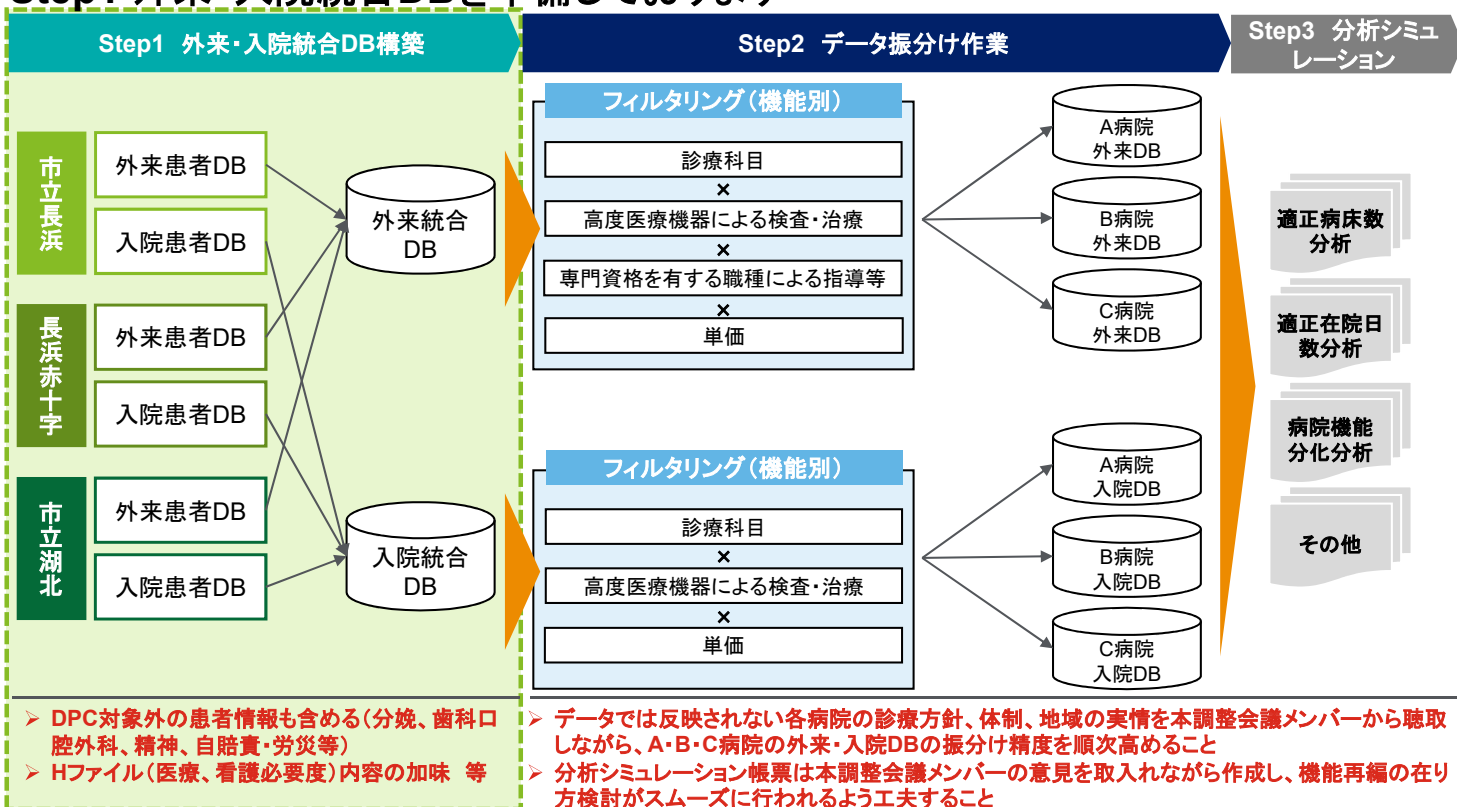 Step1 外来・入院統合DB構築
Step2 データ振分け作業
Step3 分析シミュ
レーション
市立長浜
外来患者DB
入院患者DB
長浜赤十字
外来患者DB
入院患者DB
市立湖北
外来患者DB
入院患者DB
外来統合
DB
入院統合
DB
フィルタリング(機能別)
診療科目
×
高度医療機器による検査・治療
×
専門資格を有する職種による指導等
×
単価
A病院
外来DB
B病院
外来DB
C病院
外来DB
フィルタリング(機能別)
診療科目
×
高度医療機器による検査・治療
×
単価
A病院
入院DB
B病院
入院DB
C病院
入院DB
適正病床数
分析
適正在院日
数分析
病院機能
分化分析
その他
➢ DPC対象外の患者情報も含める(分娩、歯科口
腔外科、精神、自賠責・労災等)
➢ Hファイル(医療、看護必要度)内容の加味 等
➢ データでは反映されない各病院の診療方針、体制、地域の実情を本調整会議メンバーから聴取
しながら、A・B・C病院の外来・入院DBの振分け精度を順次高めること
➢ 分析シミュレーション帳票は本調整会議メンバーの意見を取入れながら作成し、機能再編の在り
方検討がスムーズに行われるよう工夫すること